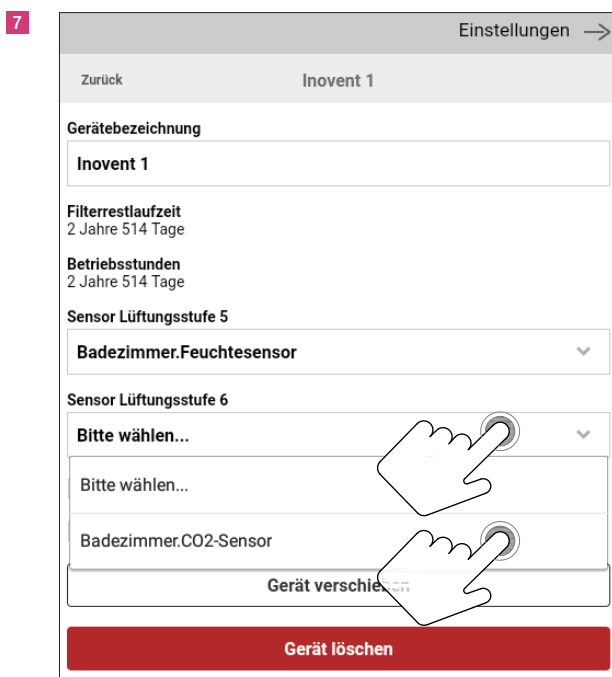 7
Einstellungen
Zurück Inovent 1
Gerätebezeichnung
Inovent 1
Filterrestlaufzeit
2 Jahre 514 Tage
Betriebsstunden
2 Jahre 514 Tage
Sensor Lüftungsstufe 5
Badezimmer.Feuchtesensor
Sensor Lüftungsstufe 6
Bitte wählen...
Bitte wählen...
Badezimmer.CO2-Sensor
Gerät verschieben
Gerät löschen